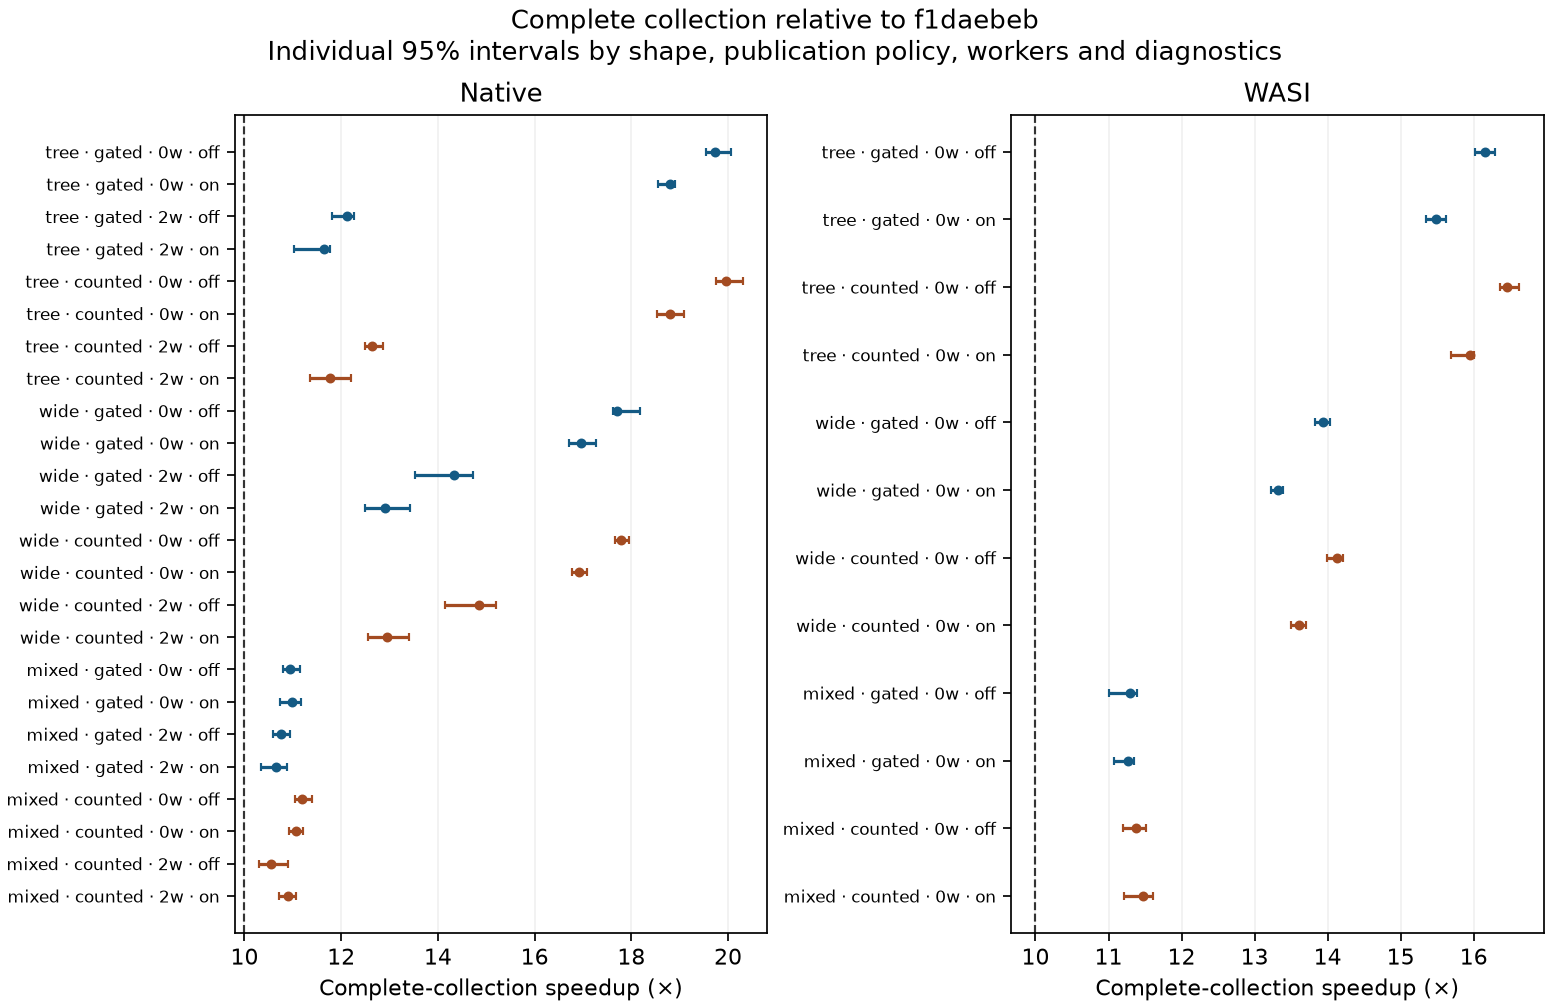 Complete collection relative to f1daebeb
Individual 95% intervals by shape, publication policy, workers and diagnostics
Native
tree · gated · 0w · off
tree · gated · 0w · on
tree · gated · 2w · off
tree · gated · 2w · on
tree · counted · 0w · off
tree · counted · 0w · on
tree · counted · 2w · off
tree · counted · 2w · on
wide · gated · 0w · off
wide · gated · 0w · on
wide · gated · 2w · off
wide · gated · 2w · on
wide · counted · 0w · off
wide · counted · 0w · on
wide · counted · 2w · off
wide · counted · 2w · on
mixed · gated · 0w · off
mixed · gated · 0w · on
mixed · gated · 2w · off
mixed · gated · 2w · on
mixed · counted · 0w · off
mixed · counted · 0w · on
mixed · counted · 2w · off
mixed · counted · 2w · on
10 12 14 16 18 20
Complete-collection speedup (×)
WASI
tree · gated · 0w · off
tree · gated · 0w · on
tree · counted · 0w · off
tree · counted · 0w · on
wide · gated · 0w · off
wide · gated · 0w · on
wide · counted · 0w · off
wide · counted · 0w · on
mixed · gated · 0w · off
mixed · gated · 0w · on
mixed · counted · 0w · off
mixed · counted · 0w · on
10 11 12 13 14 15 16
Complete-collection speedup (×)